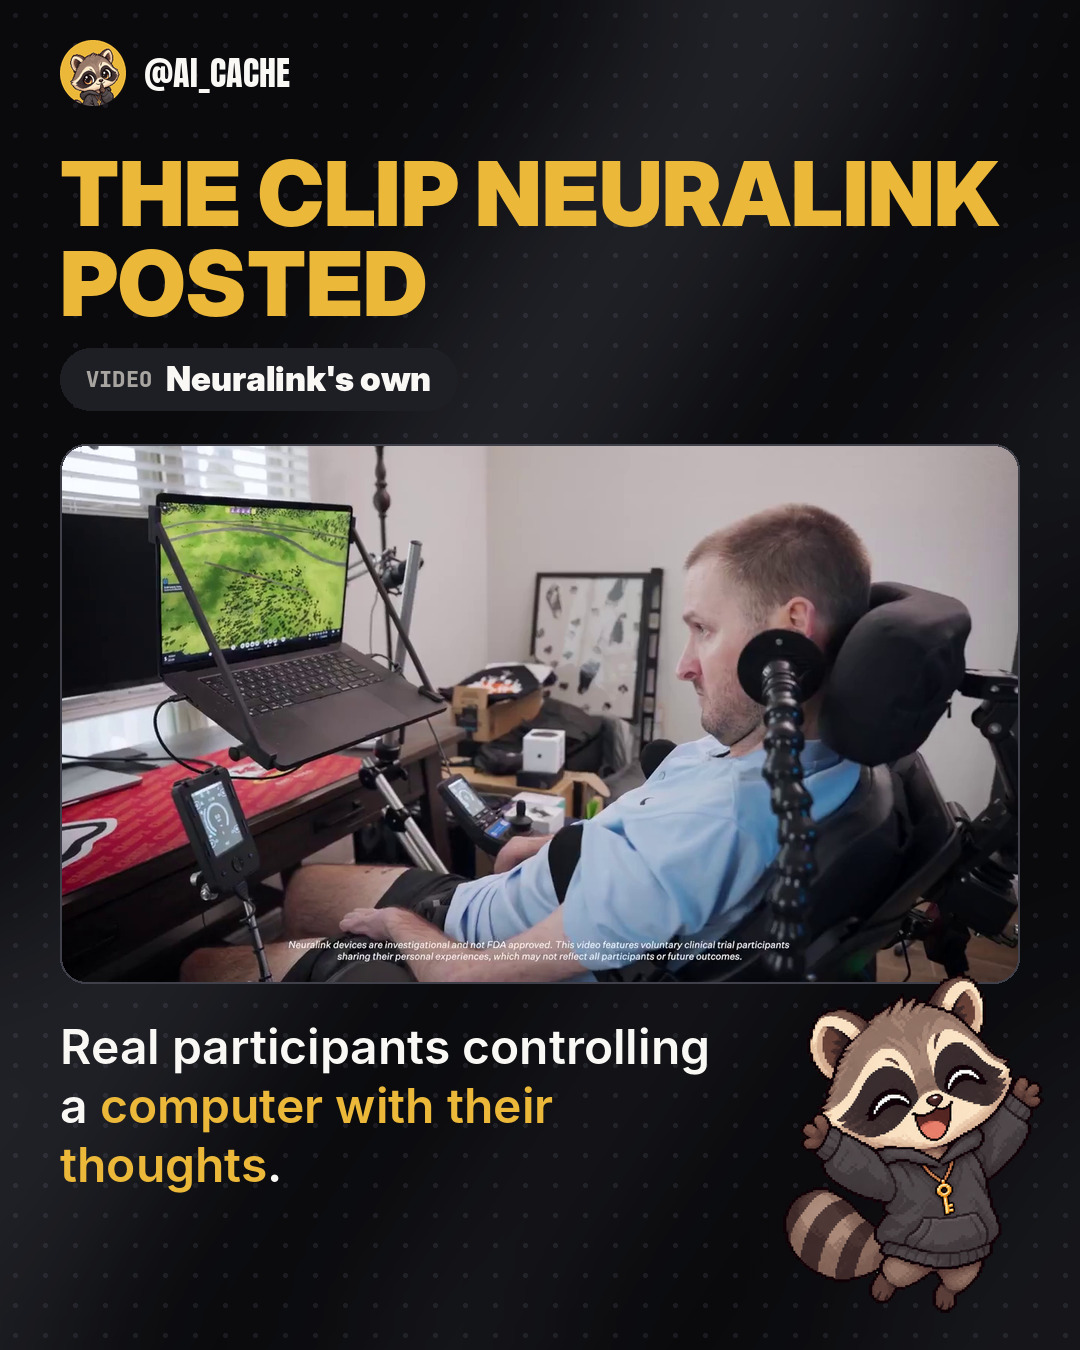 @AI_CACHE
THE CLIP NEURALINK
POSTED
VIDEO Neuralink's own
Neuralink devices are investigational and not FDA approved. This video features voluntary clinical trial participants
sharing their personal experiences, which may not reflect all participants or future outcomes.
Real participants controlling
a computer with their
thoughts.